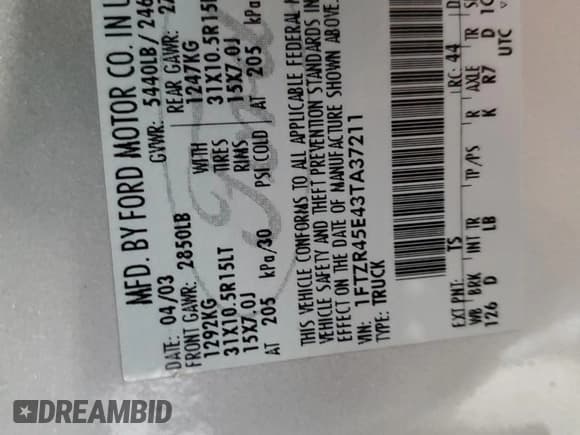 MFD. BY FORD MOTOR CO. IN U
DATE: 04/03 GVWR: 5440LB / 246
FRONT GAWR: 2850LB REAR GAWR: 27
1292KG WITH 1247KG
31X10.5R15LT TIRES 31X10.5R15L
15X7.0J RIMS 15X7.0J
AT 205 kPa/30 PSI COLD AT 205 kPa
THIS VEHICLE CONFORMS TO ALL APPLICABLE FEDERAL M
VEHICLE SAFETY AND THEFT PREVENTION STANDARDS IN
EFFECT ON THE DATE OF MANUFACTURE SHOWN ABOVE.
VIN: 1FTZR45E43TA37211
TYPE: TRUCK
EXT PNT: TS RC: 44 D
WB BRK INT TR TP/PS R AXLE TR S
126 D LB K R7 D 1C
UTC
Ford
DREAMBID